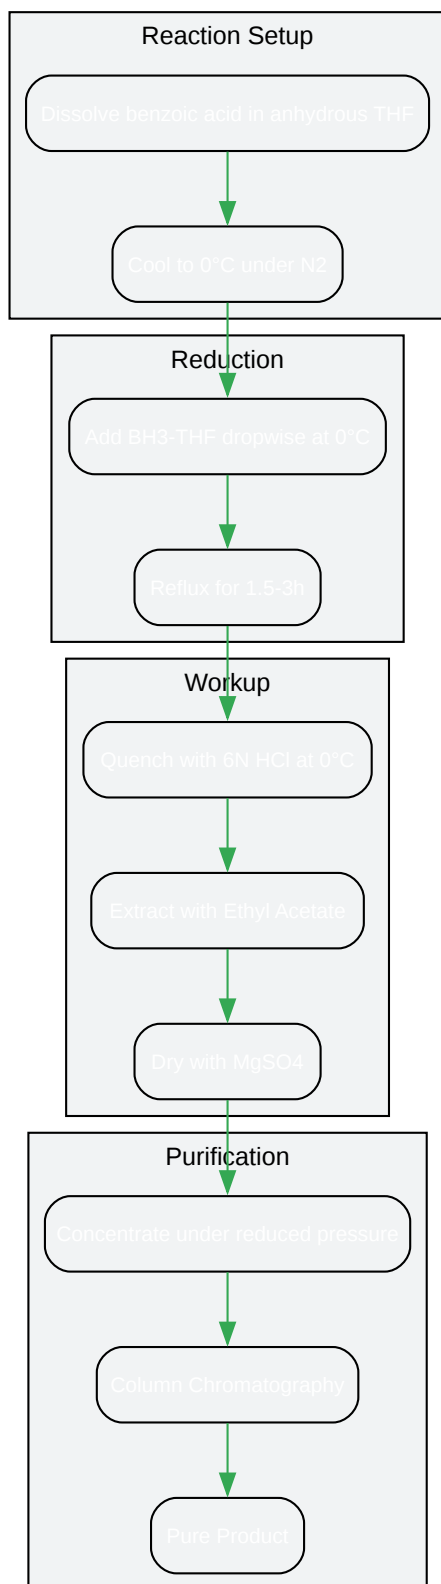 Reaction Setup
Dissolve benzoic acid in anhydrous THF
Cool to 0°C under N2
Reduction
Add BH3-THF dropwise at 0°C
Reflux for 1.5-3h
Workup
Quench with 6N HCl at 0°C
Extract with Ethyl Acetate
Dry with MgSO4
Purification
Concentrate under reduced pressure
Column Chromatography
Pure Product